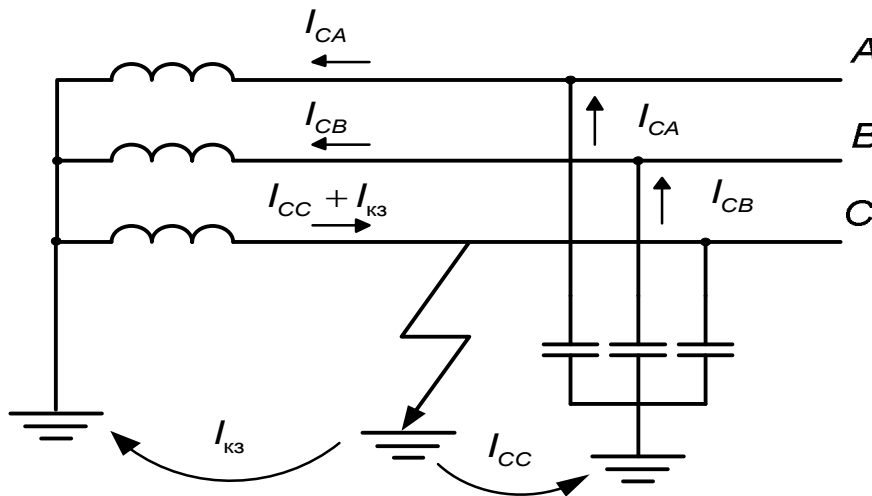 I_CA
A
I_CA
I_CB
B
I_CB
I_CC + I_кз
C
I_кз
I_CC